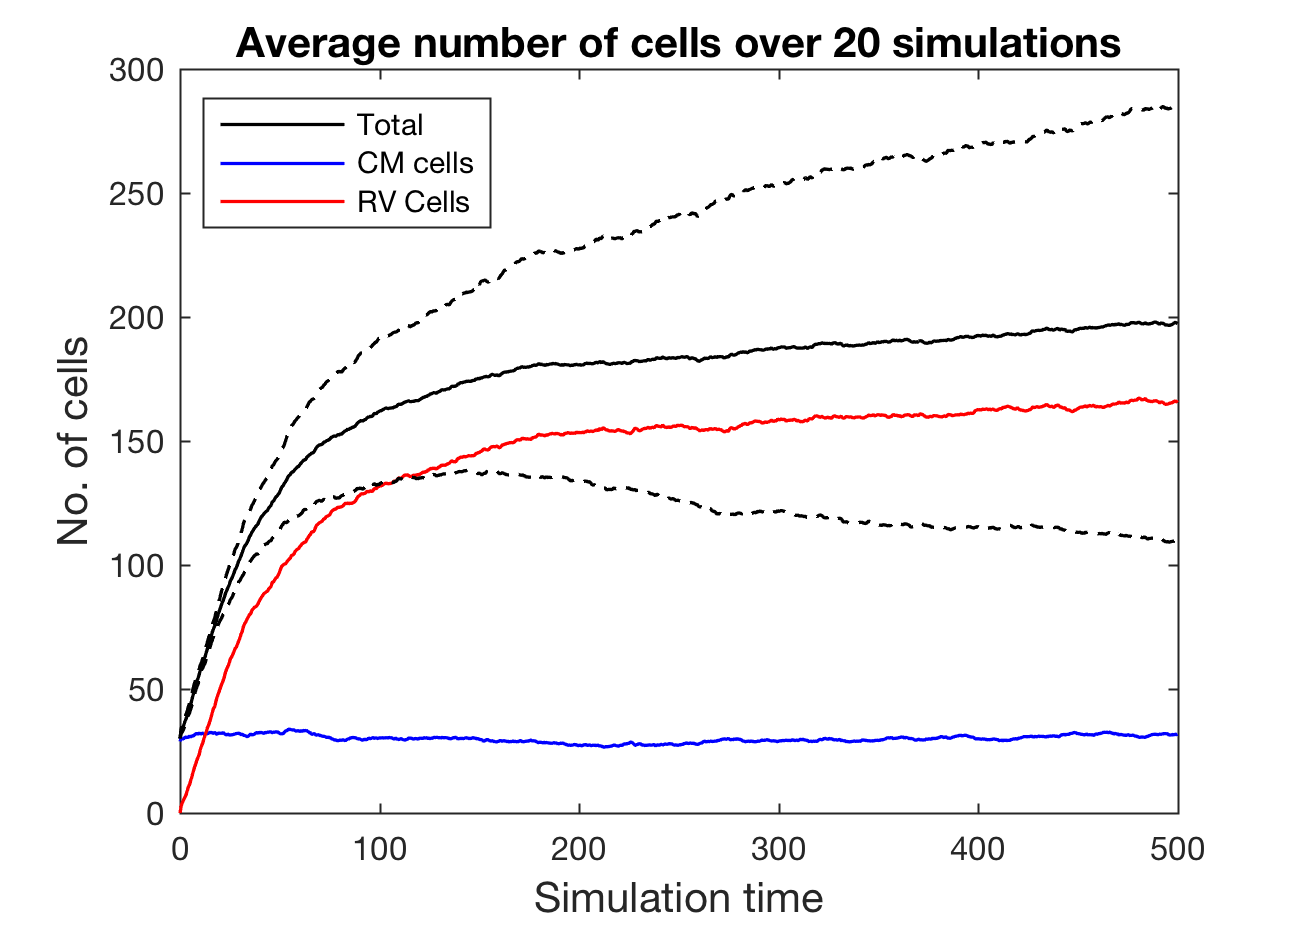 Average number of cells over 20 simulations
300
250
200
150
100
50
0
No. of cells
Total
CM cells
RV Cells
0 100 200 300 400 500
Simulation time